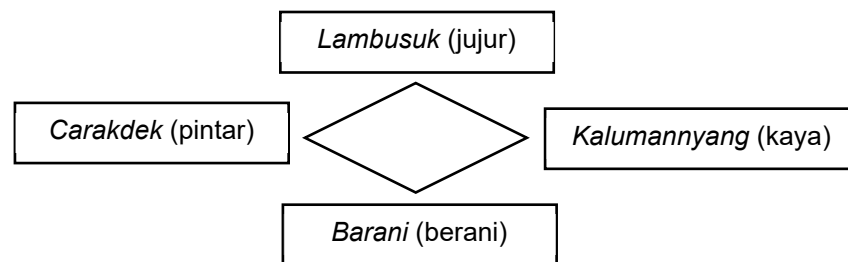 Lambusuk (jujur)
Carakdek (pintar)
Kalumannyang (kaya)
Barani (berani)